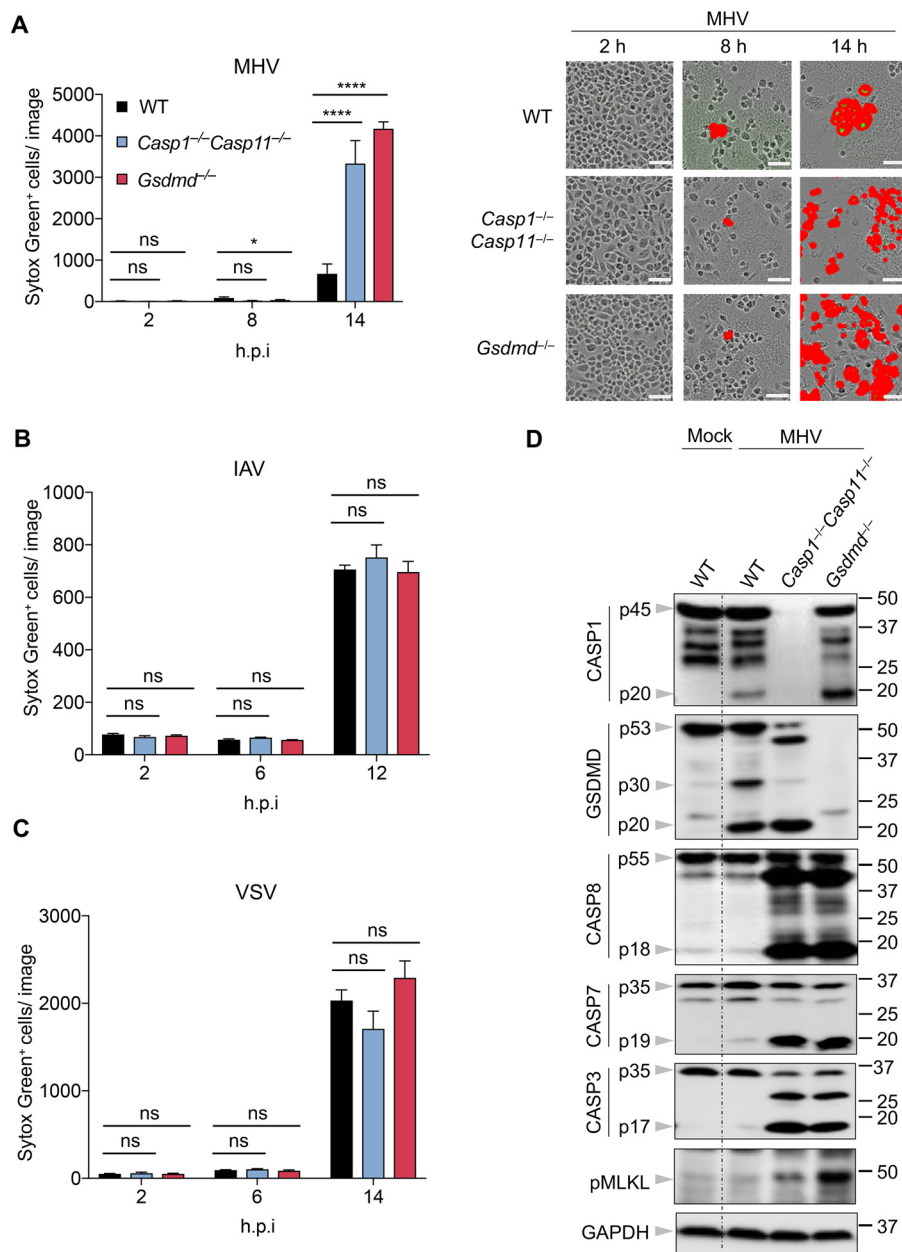 A
MHV
5000
4000
3000
2000
1000
0
Sytox Green⁺ cells/ image
WT
Casp1⁻/⁻Casp11⁻/⁻
Gsdmd⁻/⁻
ns
ns
*
ns
****
****
2
8
14
h.p.i
MHV
2 h
8 h
14 h
WT
Casp1⁻/⁻
Casp11⁻/⁻
Gsdmd⁻/⁻
B
IAV
1000
800
600
400
200
0
Sytox Green⁺ cells/ image
ns
ns
ns
ns
ns
ns
2
6
12
h.p.i
C
VSV
3000
2000
1000
0
Sytox Green⁺ cells/ image
ns
ns
ns
ns
ns
ns
2
6
14
h.p.i
D
Mock
MHV
WT
WT
Casp1⁻/⁻Casp11⁻/⁻
Gsdmd⁻/⁻
CASP1
p45
p20
50
37
25
20
GSDMD
p53
p30
p20
50
37
25
20
CASP8
p55
p18
50
37
25
20
CASP7
p35
p19
37
25
20
CASP3
p35
p17
37
25
20
pMLKL
50
GAPDH
37